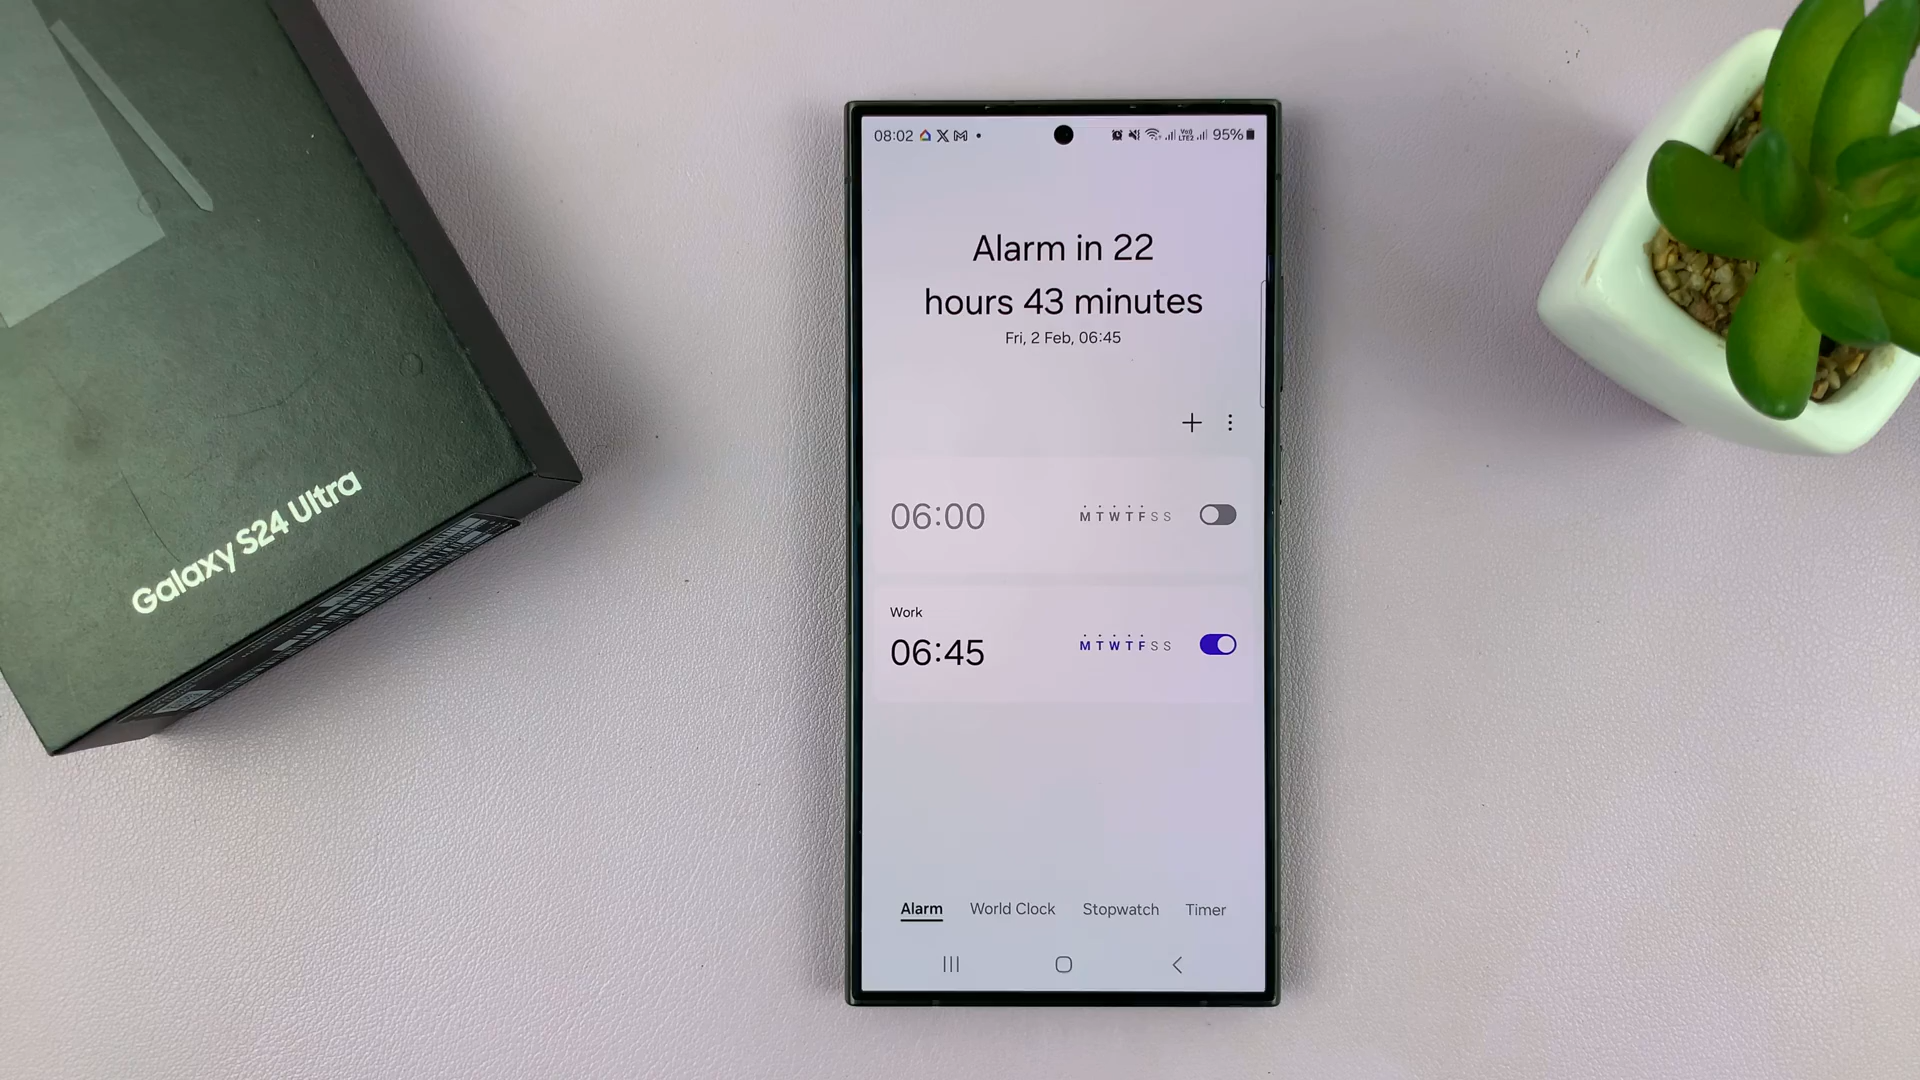 Galaxy S24 Ultra
08:02 95%
Alarm in 22
hours 43 minutes
Fri, 2 Feb, 06:45
06:00 M T W T F S S
Work
06:45 M T W T F S S
Alarm World Clock Stopwatch Timer